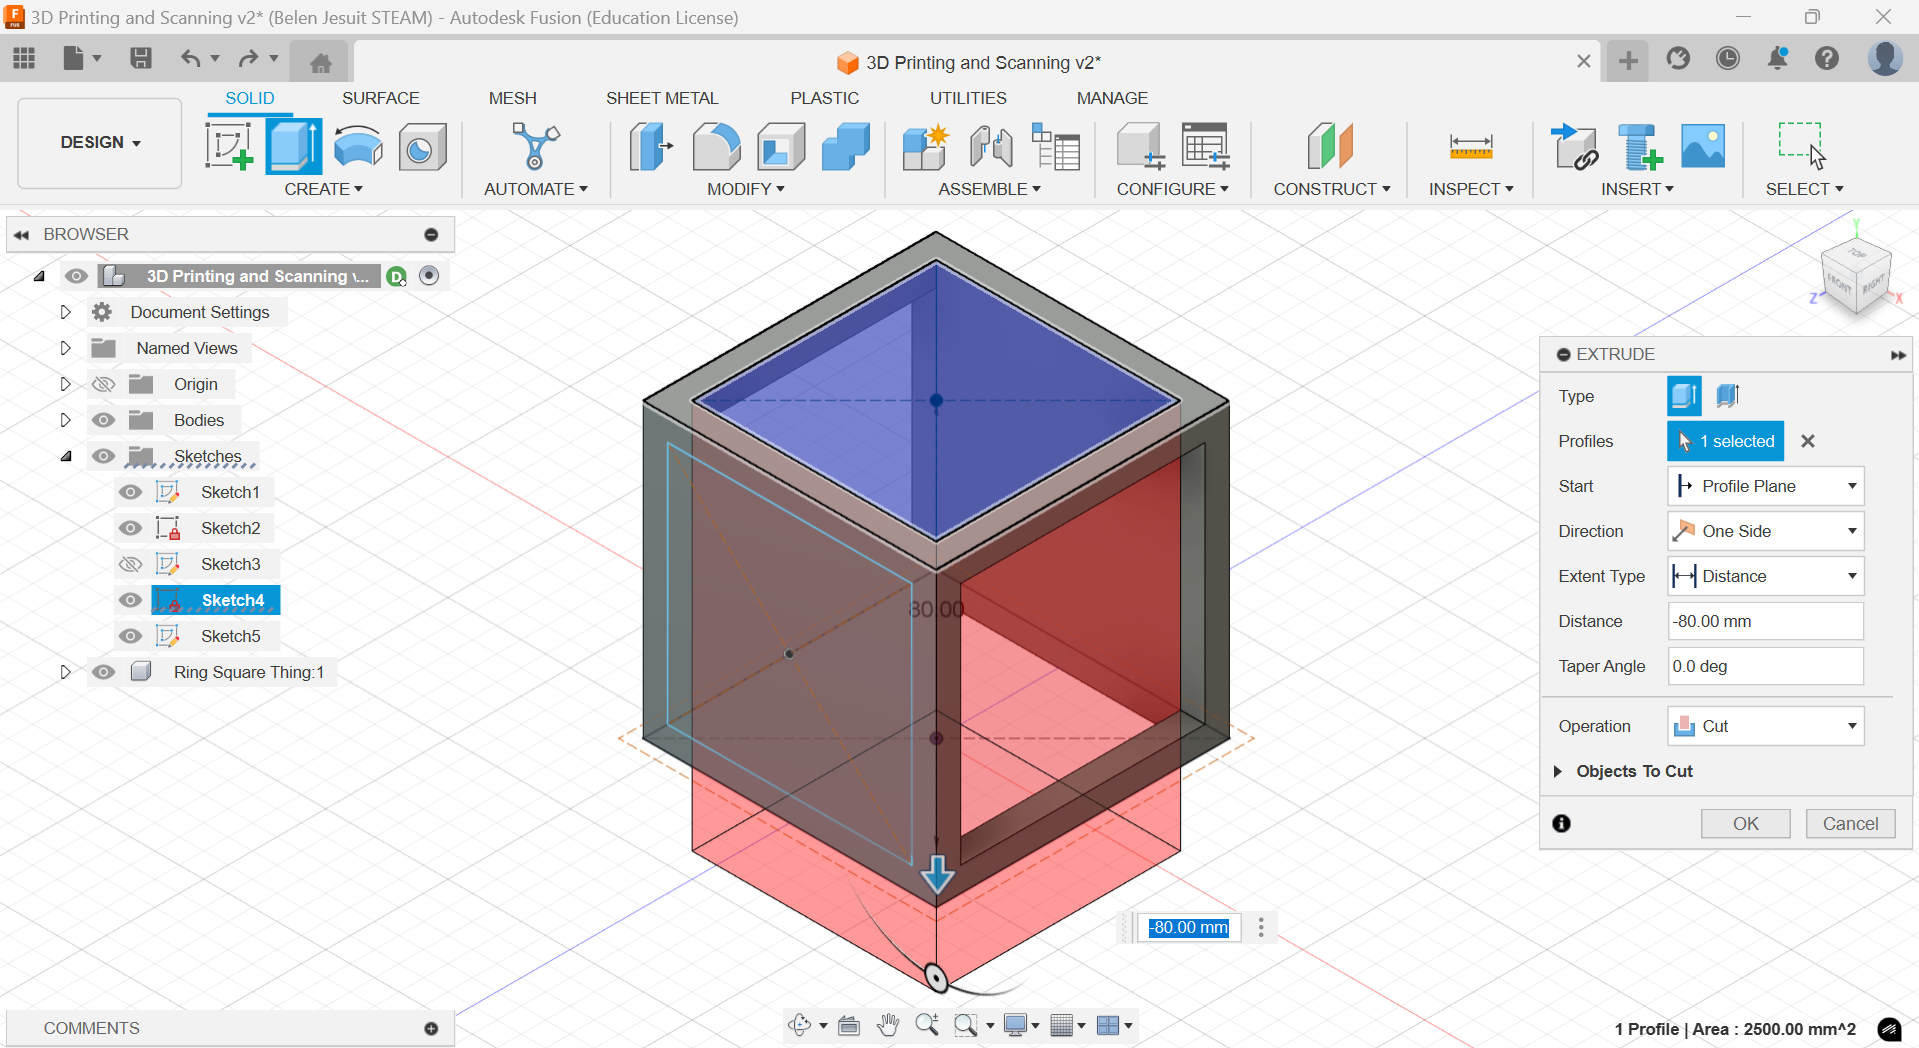 3D Printing and Scanning v2* (Belen Jesuit STEAM) - Autodesk Fusion (Education License)
3D Printing and Scanning v2*
DESIGN
SOLID SURFACE MESH SHEET METAL PLASTIC UTILITIES MANAGE
CREATE AUTOMATE MODIFY ASSEMBLE CONFIGURE CONSTRUCT INSPECT INSERT SELECT
BROWSER
3D Printing and Scanning v...
D
Document Settings
Named Views
Origin
Bodies
Sketches
Sketch1
Sketch2
Sketch3
Sketch4
Sketch5
Ring Square Thing:1
80.00
-80.00 mm
Y
TOP
FRONT
RIGHT
Z
X
EXTRUDE
Type
Profiles 1 selected
Start Profile Plane
Direction One Side
Extent Type Distance
Distance -80.00 mm
Taper Angle 0.0 deg
Operation Cut
Objects To Cut
OK Cancel
COMMENTS
1 Profile | Area : 2500.00 mm^2